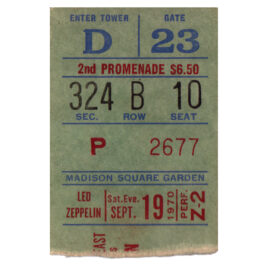 ENTER TOWER GATE
D 23
2nd PROMENADE $6.50
324 B 10
SEC. ROW SEAT
P 2677
MADISON SQUARE GARDEN
LED ZEPPELIN
Sat. Eve.
SEPT. 19
1970
PERF. Z-2